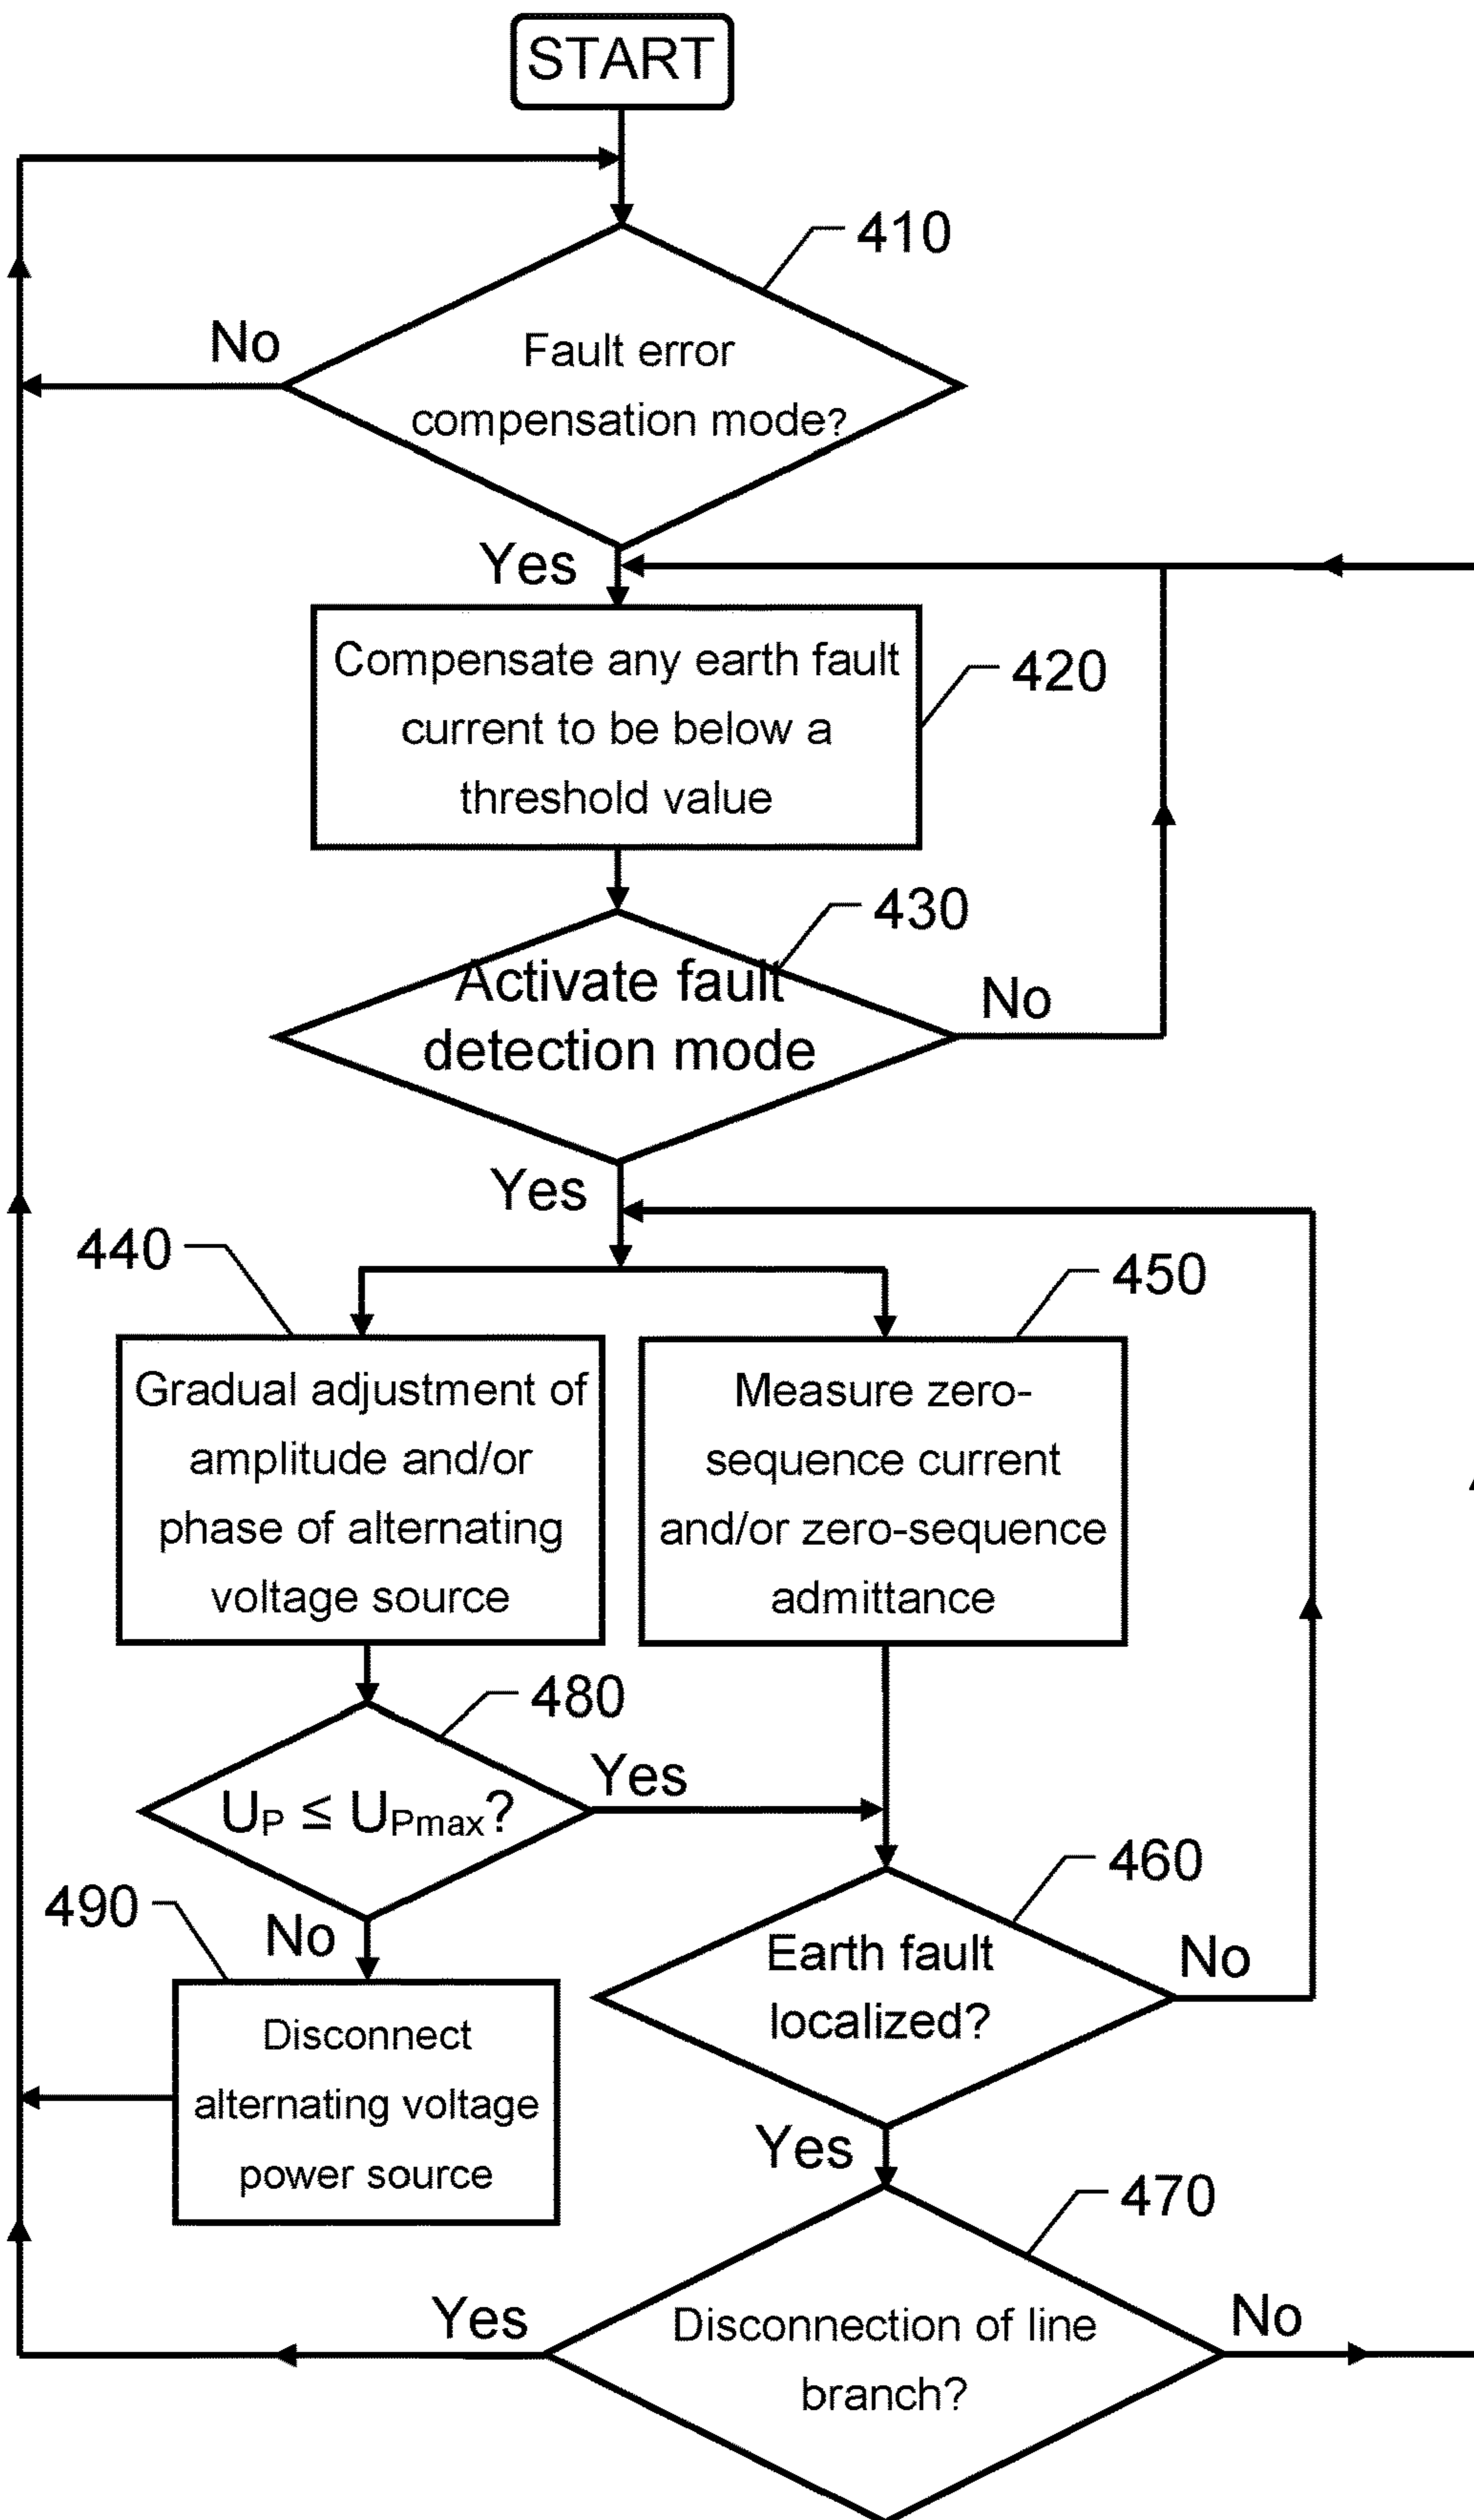 START
410
No
Fault error
compensation mode?
Yes
Compensate any earth fault
current to be below a
threshold value
420
430
Activate fault
detection mode
No
Yes
440
450
Gradual adjustment of
amplitude and/or
phase of alternating
voltage source
Measure zero-
sequence current
and/or zero-sequence
admittance
480
UP ≤ UPmax?
Yes
460
490
No
Earth fault
localized?
No
Disconnect
alternating voltage
power source
Yes
470
Yes
Disconnection of line
branch?
No